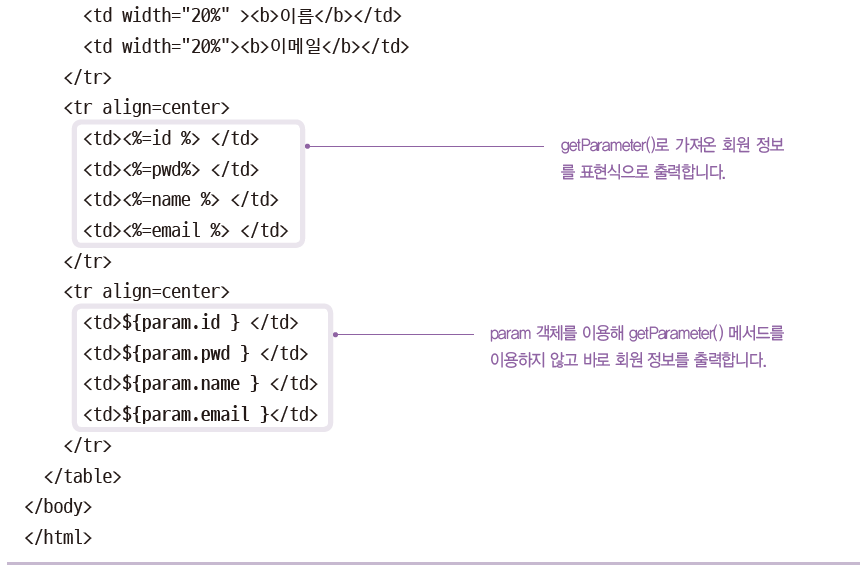 <td width="20%" ><b>이름</b></td>
<td width="20%"><b>이메일</b></td>
</tr>
<tr align=center>
<td><%=id %> </td>
<td><%=pwd%> </td>
<td><%=name %> </td>
<td><%=email %> </td>
getParameter()로 가져온 회원 정보
를 표현식으로 출력합니다.
</tr>
<tr align=center>
<td>${param.id } </td>
<td>${param.pwd } </td>
<td>${param.name } </td>
<td>${param.email }</td>
param 객체를 이용해 getParameter() 메서드를
이용하지 않고 바로 회원 정보를 출력합니다.
</tr>
</table>
</body>
</html>